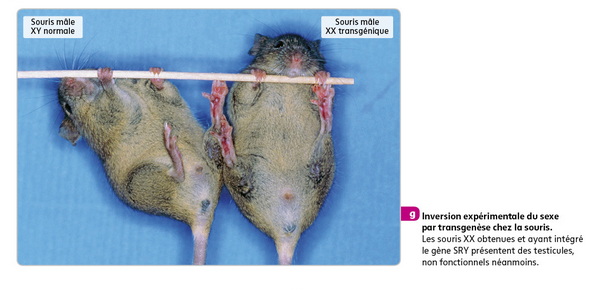 Souris mâle
XY normale
Souris mâle
XX transgénique
g Inversion expérimentale du sexe
par transgenèse chez la souris.
Les souris XX obtenues et ayant intégré
le gène SRY présentent des testicules,
non fonctionnels néanmoins.